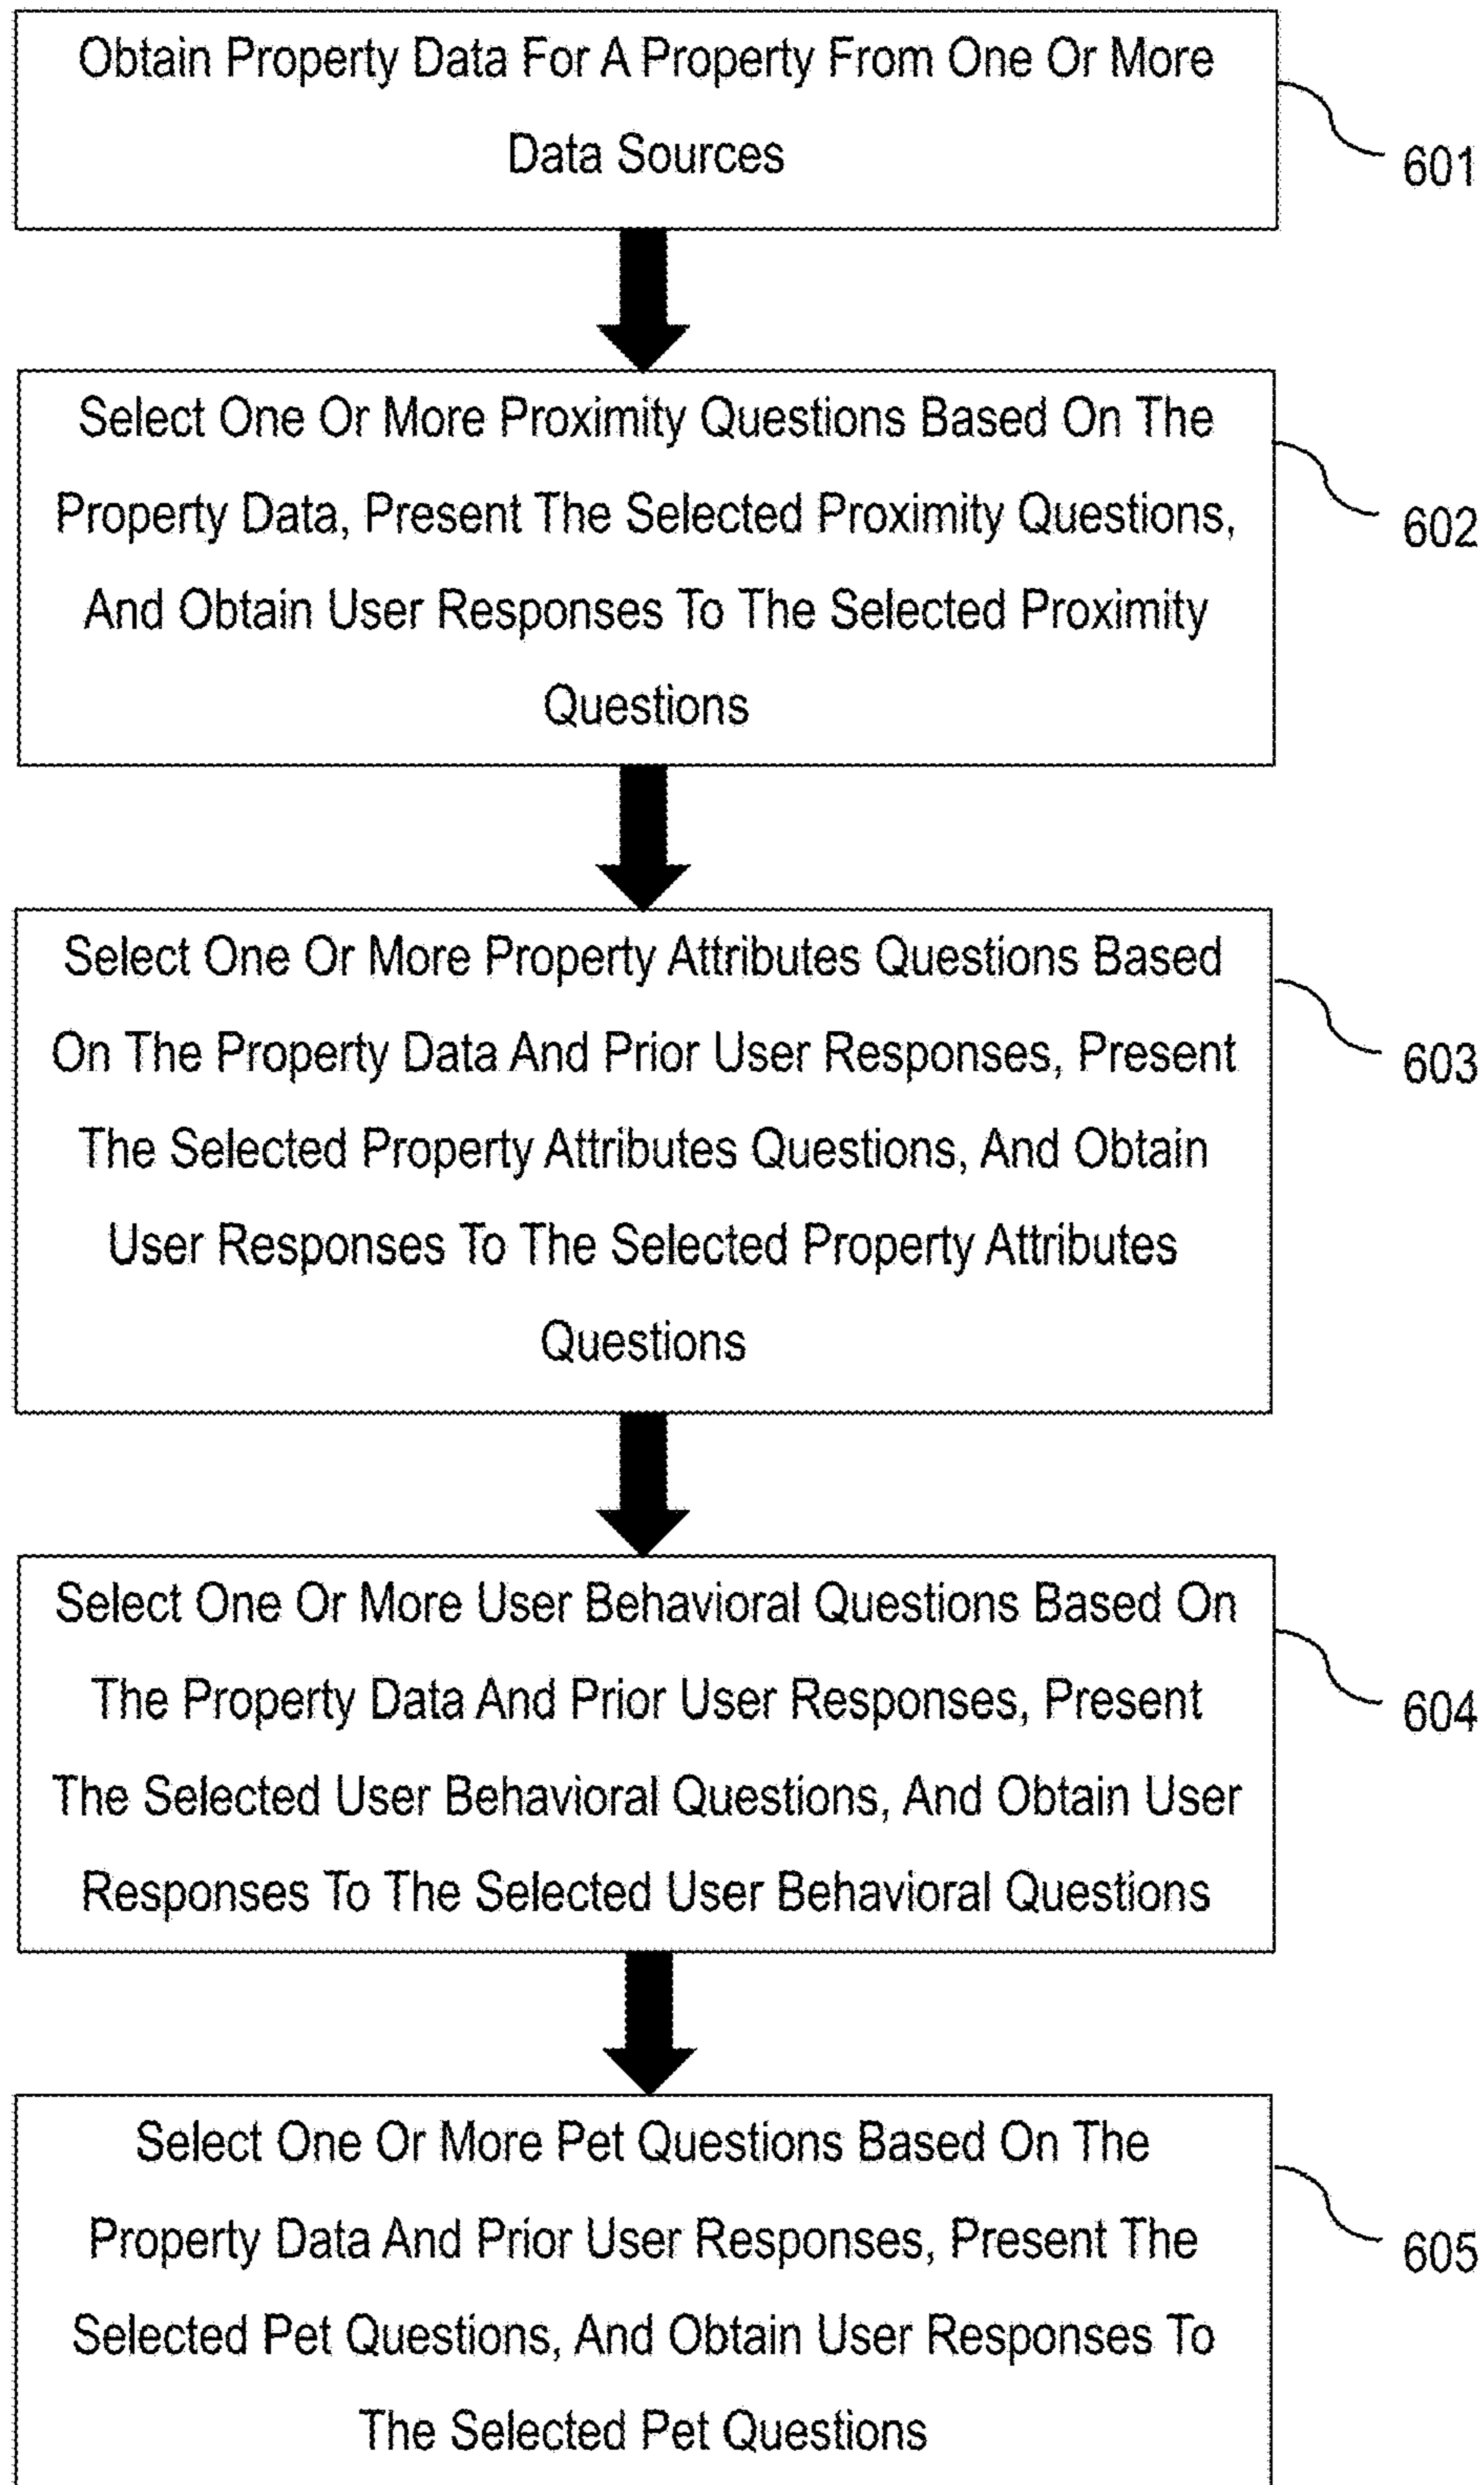 Obtain Property Data For A Property From One Or More
Data Sources
601
Select One Or More Proximity Questions Based On The
Property Data, Present The Selected Proximity Questions,
And Obtain User Responses To The Selected Proximity
Questions
602
Select One Or More Property Attributes Questions Based
On The Property Data And Prior User Responses, Present
The Selected Property Attributes Questions, And Obtain
User Responses To The Selected Property Attributes
Questions
603
Select One Or More User Behavioral Questions Based On
The Property Data And Prior User Responses, Present
The Selected User Behavioral Questions, And Obtain User
Responses To The Selected User Behavioral Questions
604
Select One Or More Pet Questions Based On The
Property Data And Prior User Responses, Present The
Selected Pet Questions, And Obtain User Responses To
The Selected Pet Questions
605